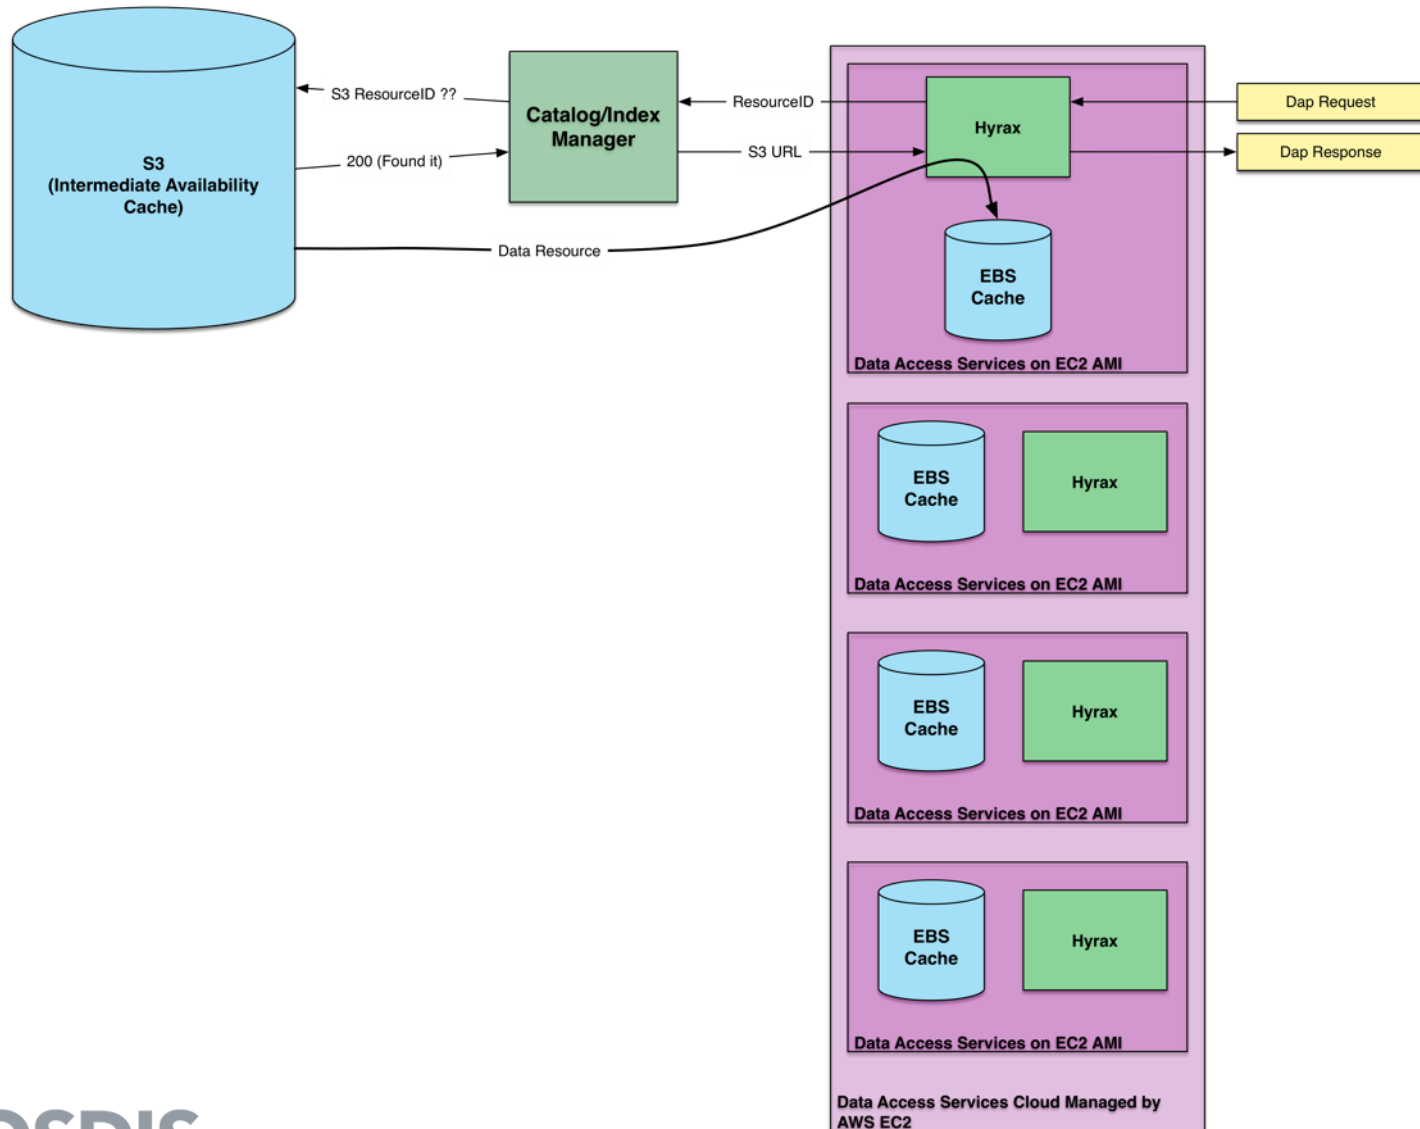 S3 ResourceID ??
Catalog/Index
Manager
ResourceID
Hyrax
Dap Request
S3
(Intermediate Availability
Cache)
200 (Found it)
S3 URL
Dap Response
Data Resource
EBS
Cache
Data Access Services on EC2 AMI
EBS
Cache
Hyrax
Data Access Services on EC2 AMI
EBS
Cache
Hyrax
Data Access Services on EC2 AMI
EBS
Cache
Hyrax
Data Access Services on EC2 AMI
Data Access Services Cloud Managed by
AWS EC2